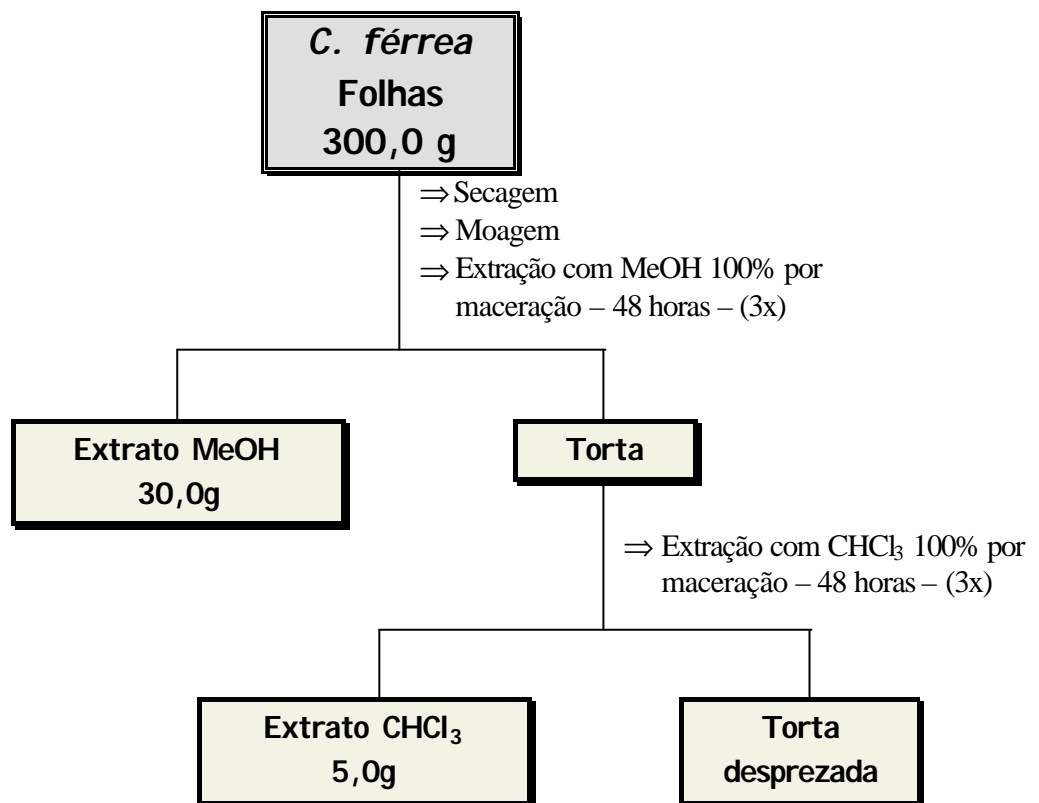 C. férrea
Folhas
300,0 g
⇒ Secagem
⇒ Moagem
⇒ Extração com MeOH 100% por
maceração – 48 horas – (3x)
Extrato MeOH
30,0g
Torta
⇒ Extração com CHCl₃ 100% por
maceração – 48 horas – (3x)
Extrato CHCl₃
5,0g
Torta
desprezada